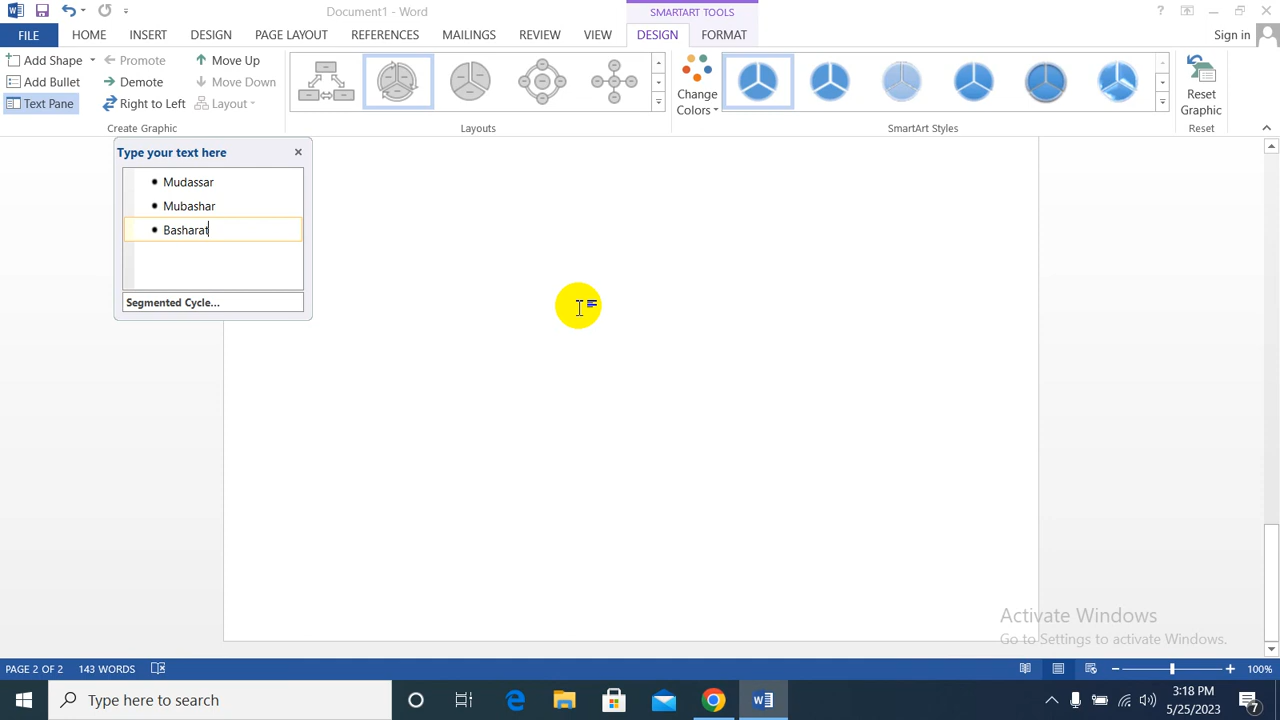 Document1 - Word
SMARTART TOOLS
?
FILE
HOME
INSERT
DESIGN
PAGE LAYOUT
REFERENCES
MAILINGS
REVIEW
VIEW
DESIGN
FORMAT
Sign in
Add Shape
Promote
Move Up
Add Bullet
Demote
Move Down
Text Pane
Right to Left
Layout
Change
Colors
Reset
Graphic
Create Graphic
Layouts
SmartArt Styles
Reset
Type your text here
Mudassar
Mubashar
Basharat
Segmented Cycle...
Activate Windows
Go to Settings to activate Windows.
PAGE 2 OF 2
143 WORDS
100%
Type here to search
3:18 PM
5/25/2023
7